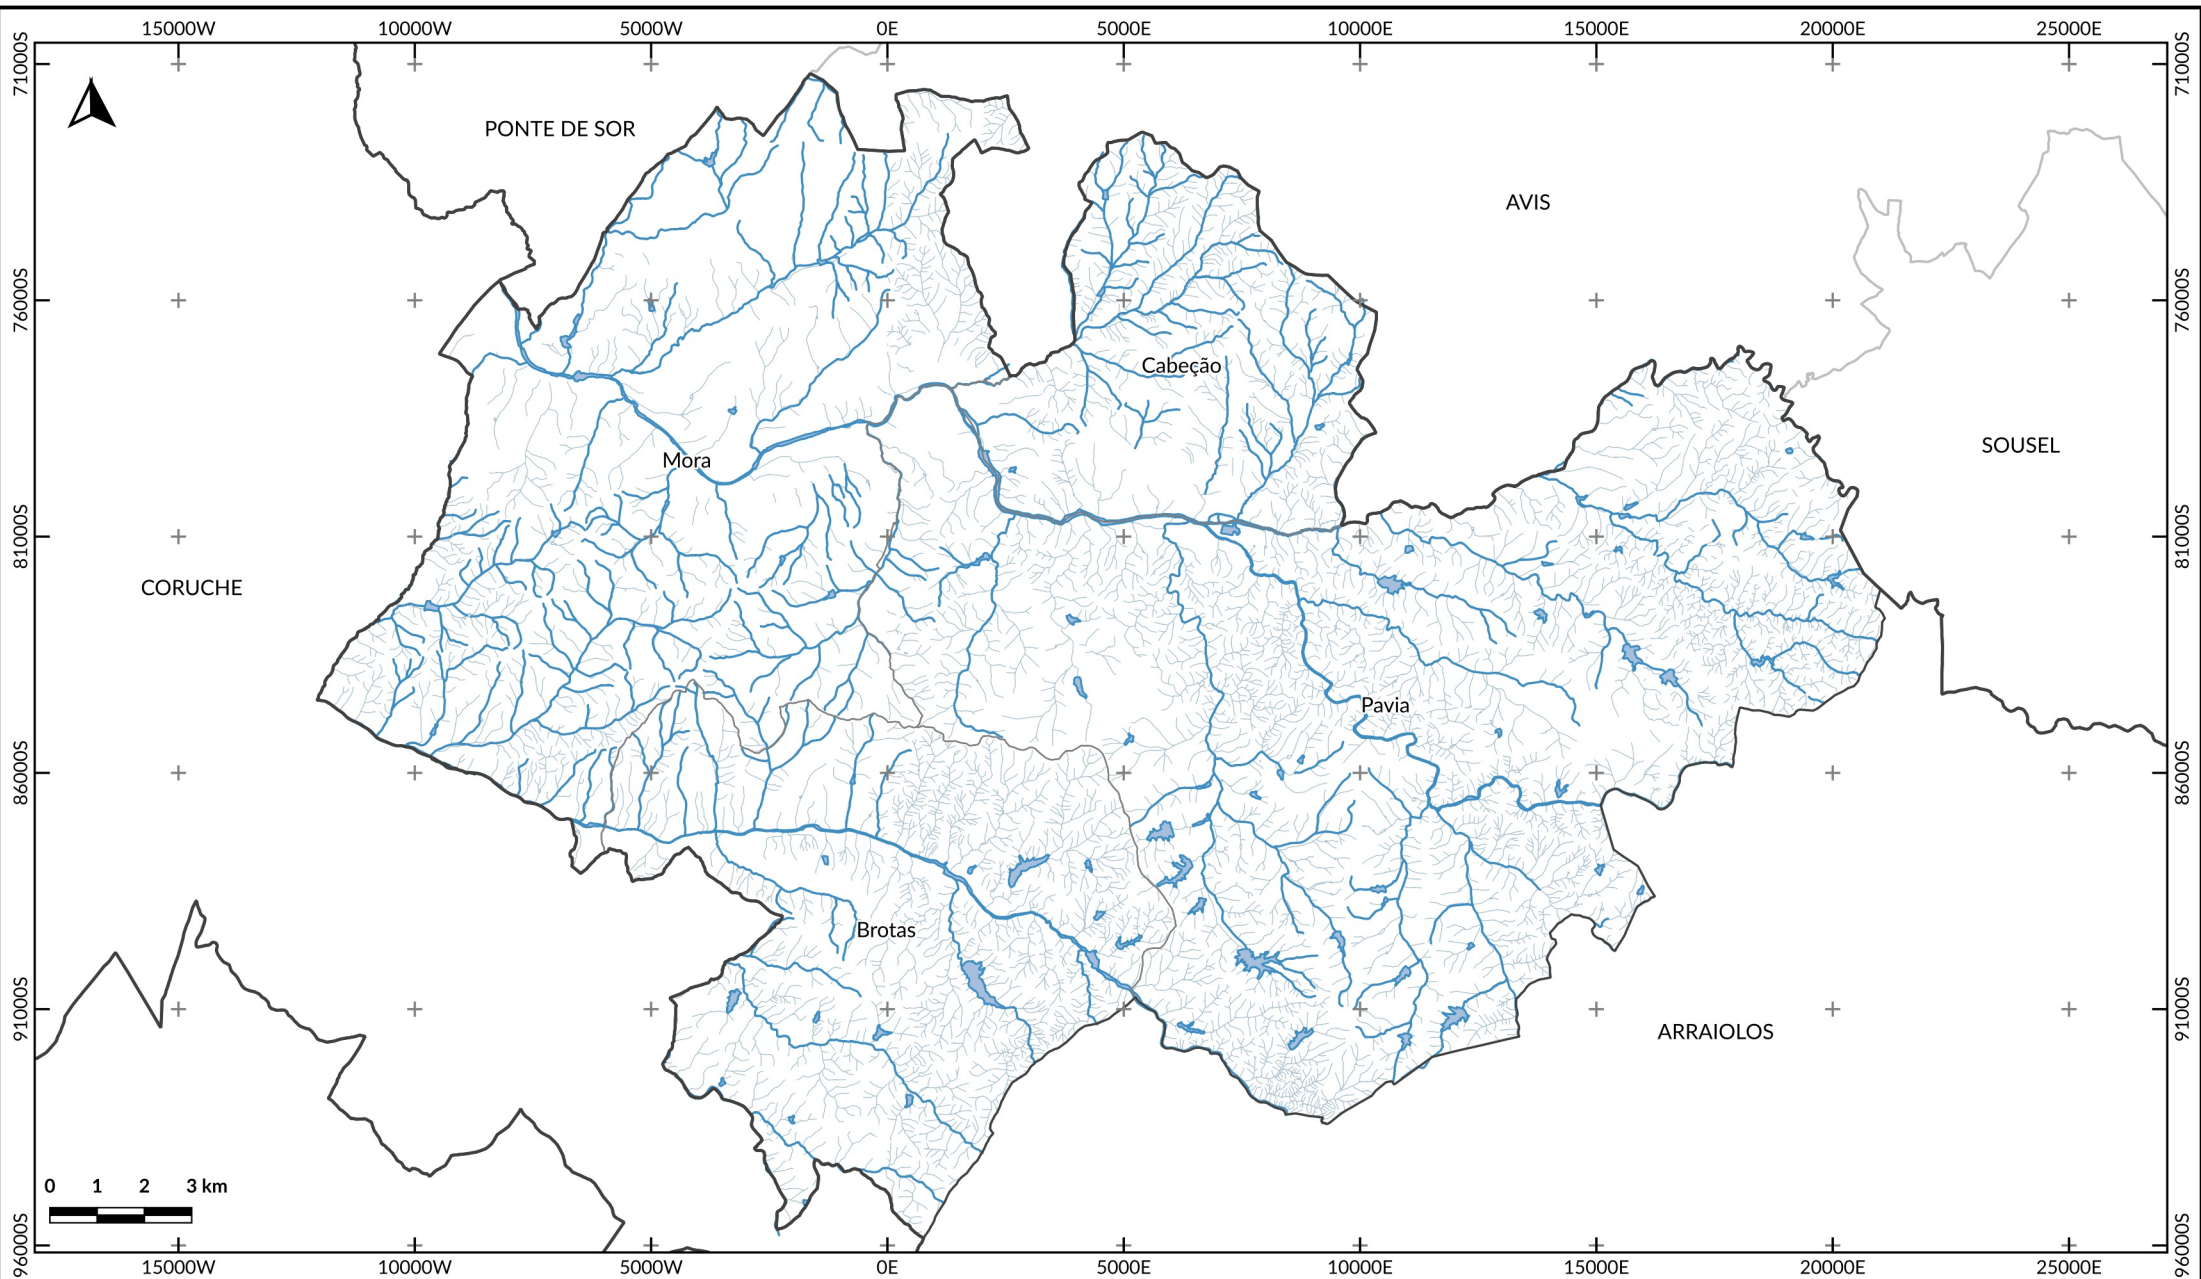 15000W 10000W 5000W 0E 5000E 10000E 15000E 20000E 25000E
71000S 71000S
PONTE DE SOR
AVIS
76000S 76000S
Cabeção
SOUSEL
Mora
81000S 81000S
CORUCHE
Pavia
86000S 86000S
Brotas
91000S 91000S
ARRAIOLOS
0 1 2 3 km
96000S 96000S
15000W 10000W 5000W 0E 5000E 10000E 15000E 20000E 25000E